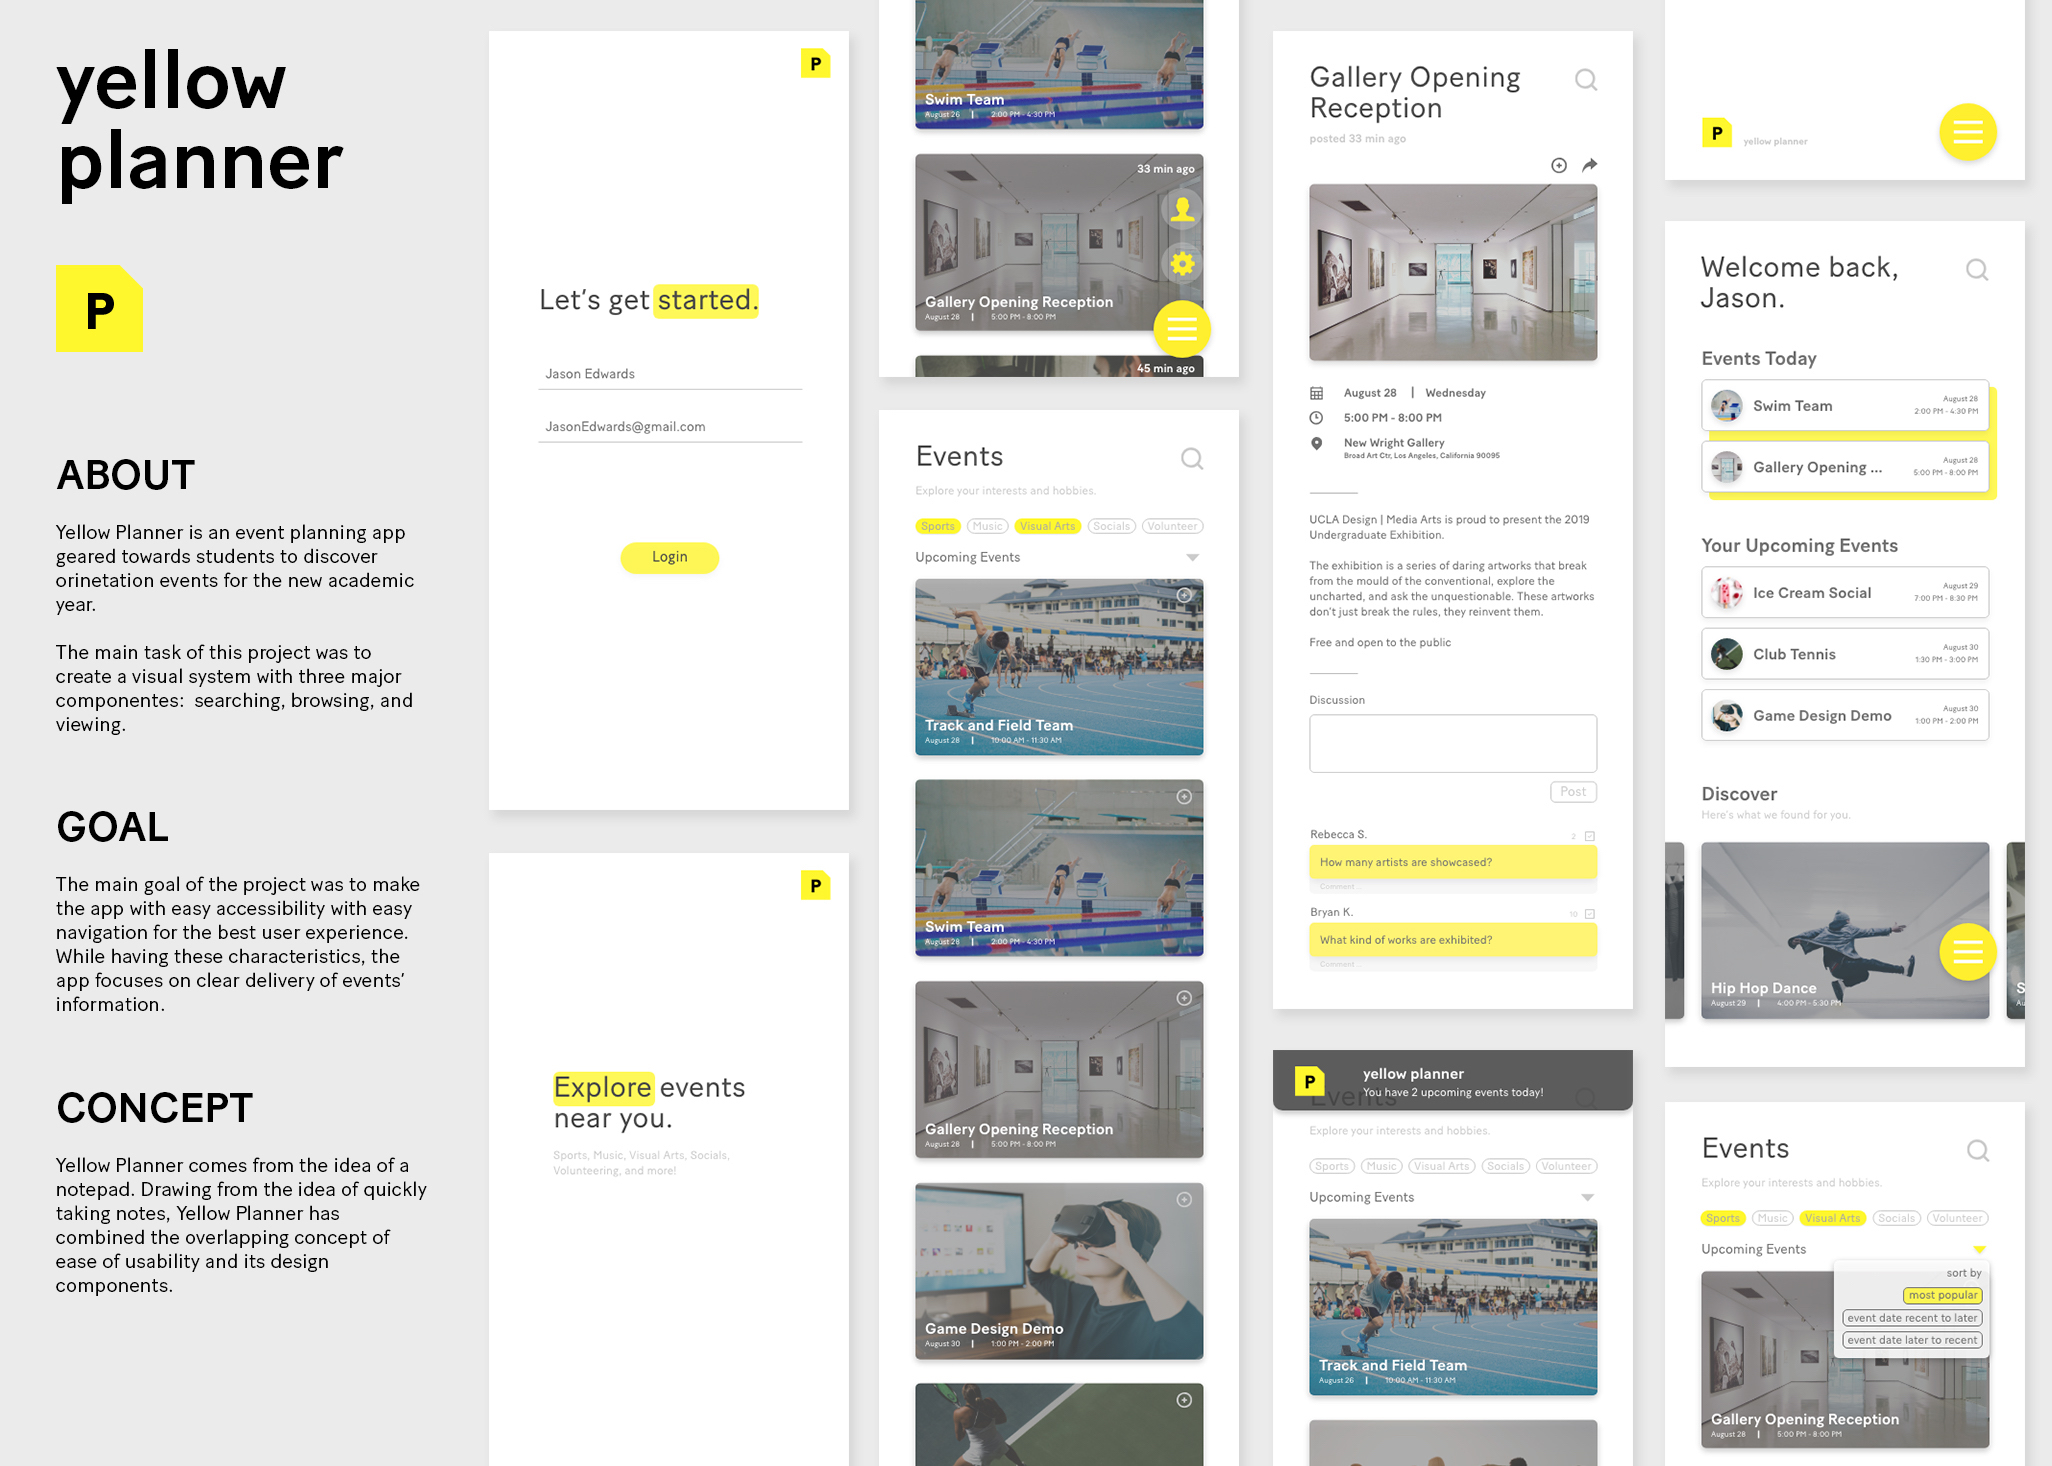 yellow
planner
P
ABOUT
Yellow Planner is an event planning app
geared towards students to discover
orinetation events for the new academic
year.
The main task of this project was to
create a visual system with three major
componentes:  searching, browsing, and
viewing.
GOAL
The main goal of the project was to make
the app with easy accessibility with easy
navigation for the best user experience.
While having these characteristics, the
app focuses on clear delivery of events'
information.
CONCEPT
Yellow Planner comes from the idea of a
notepad. Drawing from the idea of quickly
taking notes, Yellow Planner has
combined the overlapping concept of
ease of usability and its design
components.
P
Let's get started.
Jason Edwards
JasonEdwards@gmail.com
Login
P
Explore events
near you.
Sports, Music, Visual Arts, Socials,
Volunteering, and more!
Swim Team
August 26 | 2:00 PM - 4:30 PM
33 min ago
Gallery Opening Reception
August 28 | 5:00 PM - 8:00 PM
45 min ago
Events
Explore your interests and hobbies.
Sports Music Visual Arts Socials Volunteer
Upcoming Events
Track and Field Team
August 28 | 10:00 AM - 11:30 AM
Swim Team
August 28 | 2:00 PM - 4:30 PM
Gallery Opening Reception
August 28 | 5:00 PM - 8:00 PM
Game Design Demo
August 30 | 1:00 PM - 2:00 PM
Gallery Opening
Reception
posted 33 min ago
August 28 | Wednesday
5:00 PM - 8:00 PM
New Wright Gallery
Broad Art Ctr, Los Angeles, California 90095
UCLA Design | Media Arts is proud to present the 2019
Undergraduate Exhibition.
The exhibition is a series of daring artworks that break
from the mould of the conventional, explore the
uncharted, and ask the unquestionable. These artworks
don't just break the rules, they reinvent them.
Free and open to the public
Discussion
Post
Rebecca S. 2
How many artists are showcased?
Comment...
Bryan K. 10
What kind of works are exhibited?
Comment...
P
yellow planner
You have 2 upcoming events today!
Events
Explore your interests and hobbies.
Sports Music Visual Arts Socials Volunteer
Upcoming Events
Track and Field Team
August 26 | 10:00 AM - 11:30 AM
P yellow planner
Welcome back,
Jason.
Events Today
Swim Team
August 28
2:00 PM - 4:30 PM
Gallery Opening ...
August 28
5:00 PM - 8:00 PM
Your Upcoming Events
Ice Cream Social
August 29
7:00 PM - 8:30 PM
Club Tennis
August 30
1:30 PM - 3:00 PM
Game Design Demo
August 30
1:00 PM - 2:00 PM
Discover
Here's what we found for you.
Hip Hop Dance
August 29 | 4:00 PM - 5:30 PM
S
Au
Events
Explore your interests and hobbies.
Sports Music Visual Arts Socials Volunteer
Upcoming Events
sort by
most popular
event date recent to later
event date later to recent
Gallery Opening Reception
August 28 | 5:00 PM - 8:00 PM